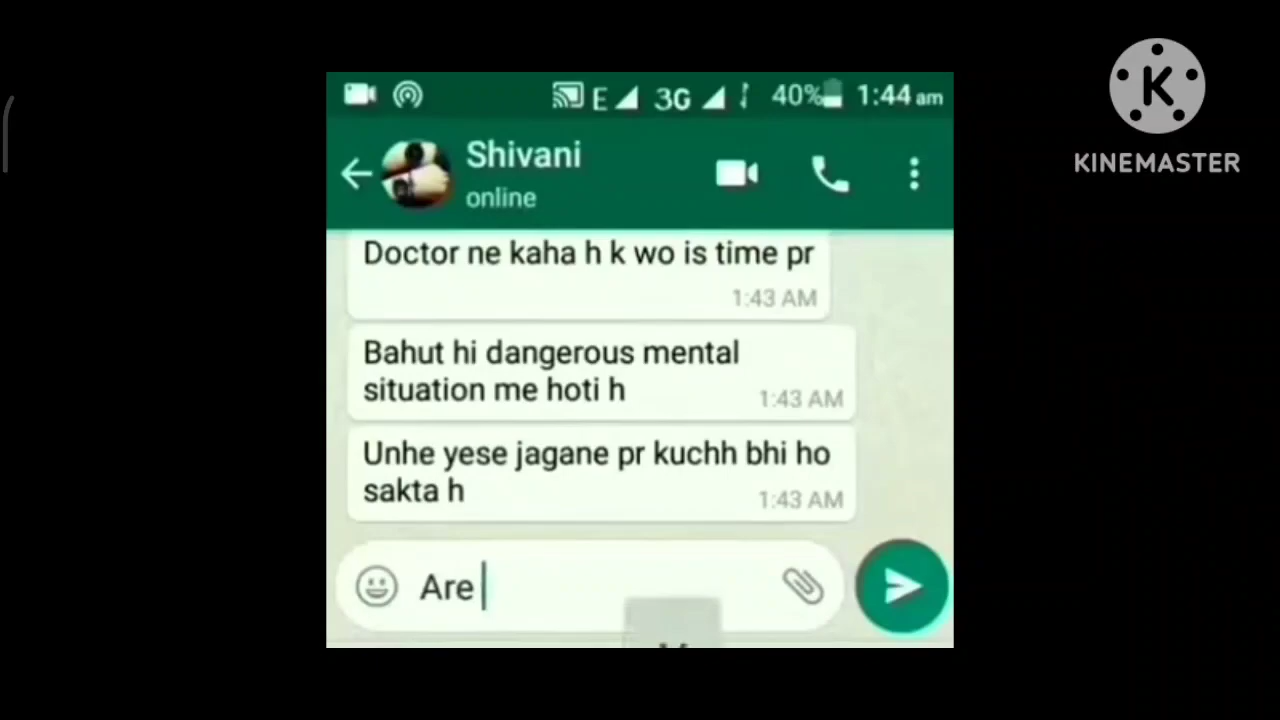 E 3G 40% 1:44 am
K
KINEMASTER
Shivani
online
Doctor ne kaha h k wo is time pr
1:43 AM
Bahut hi dangerous mental
situation me hoti h
1:43 AM
Unhe yese jagane pr kuchh bhi ho
sakta h
1:43 AM
Are